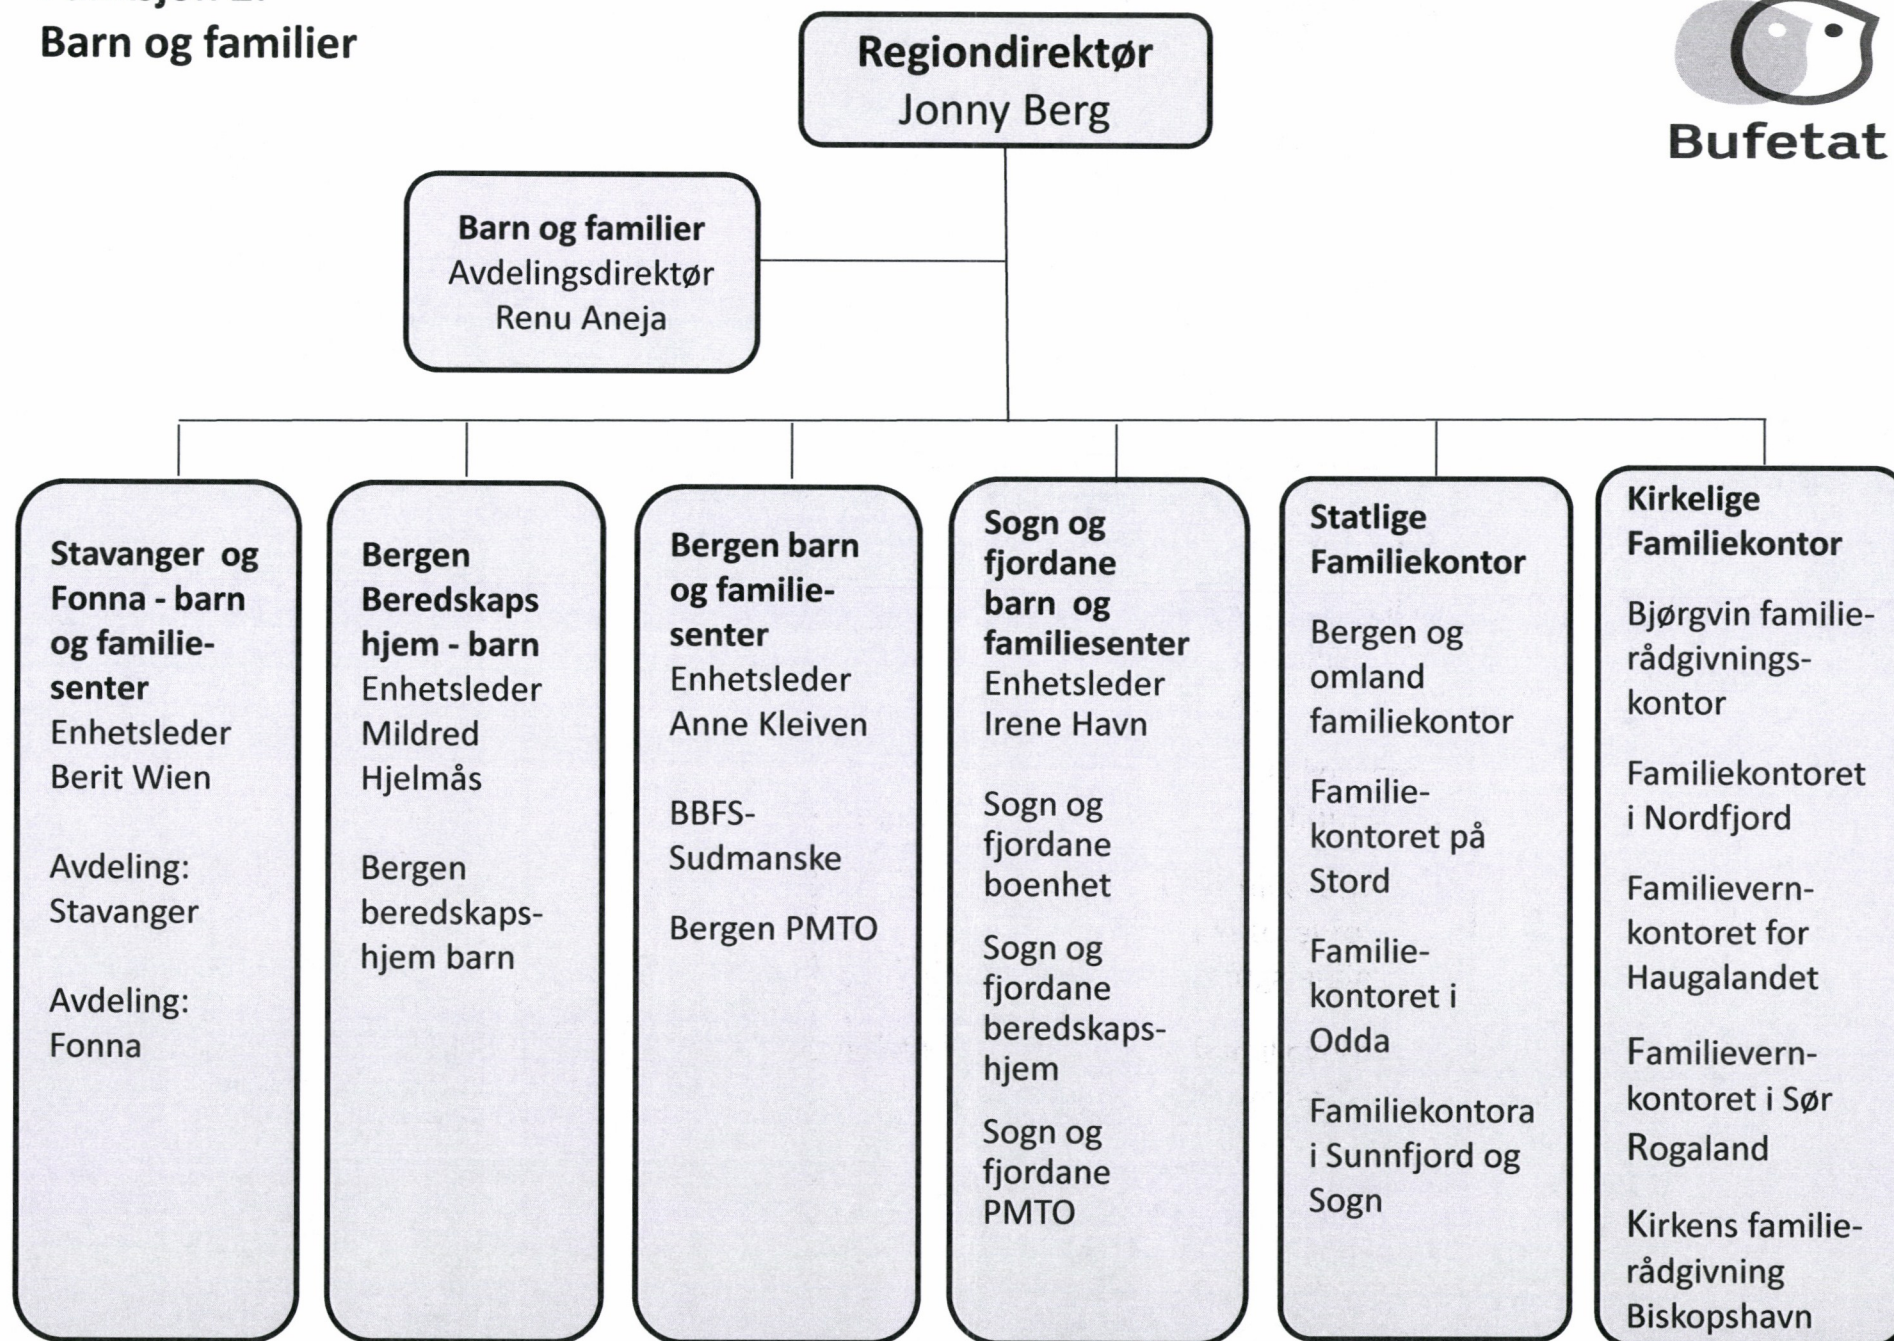 Barn og familier
Regiondirektør
Jonny Berg
Bufetat
Barn og familier
Avdelingsdirektør
Renu Aneja
Stavanger og
Fonna - barn
og familie-
senter
Enhetsleder
Berit Wien
Avdeling:
Stavanger
Avdeling:
Fonna
Bergen
Beredskaps
hjem - barn
Enhetsleder
Mildred
Hjelmås
Bergen
beredskaps-
hjem barn
Bergen barn
og familie-
senter
Enhetsleder
Anne Kleiven
BBFS-
Sudmanske
Bergen PMTO
Sogn og
fjordane
barn og
familiesenter
Enhetsleder
Irene Havn
Sogn og
fjordane
boenhet
Sogn og
fjordane
beredskaps-
hjem
Sogn og
fjordane
PMTO
Statlige
Familiekontor
Bergen og
omland
familiekontor
Familie-
kontoret på
Stord
Familie-
kontoret i
Odda
Familiekontora
i Sunnfjord og
Sogn
Kirkelige
Familiekontor
Bjørgvin familie-
rådgivnings-
kontor
Familiekontoret
i Nordfjord
Familievern-
kontoret for
Haugalandet
Familievern-
kontoret i Sør
Rogaland
Kirkens familie-
rådgivning
Biskopshavn